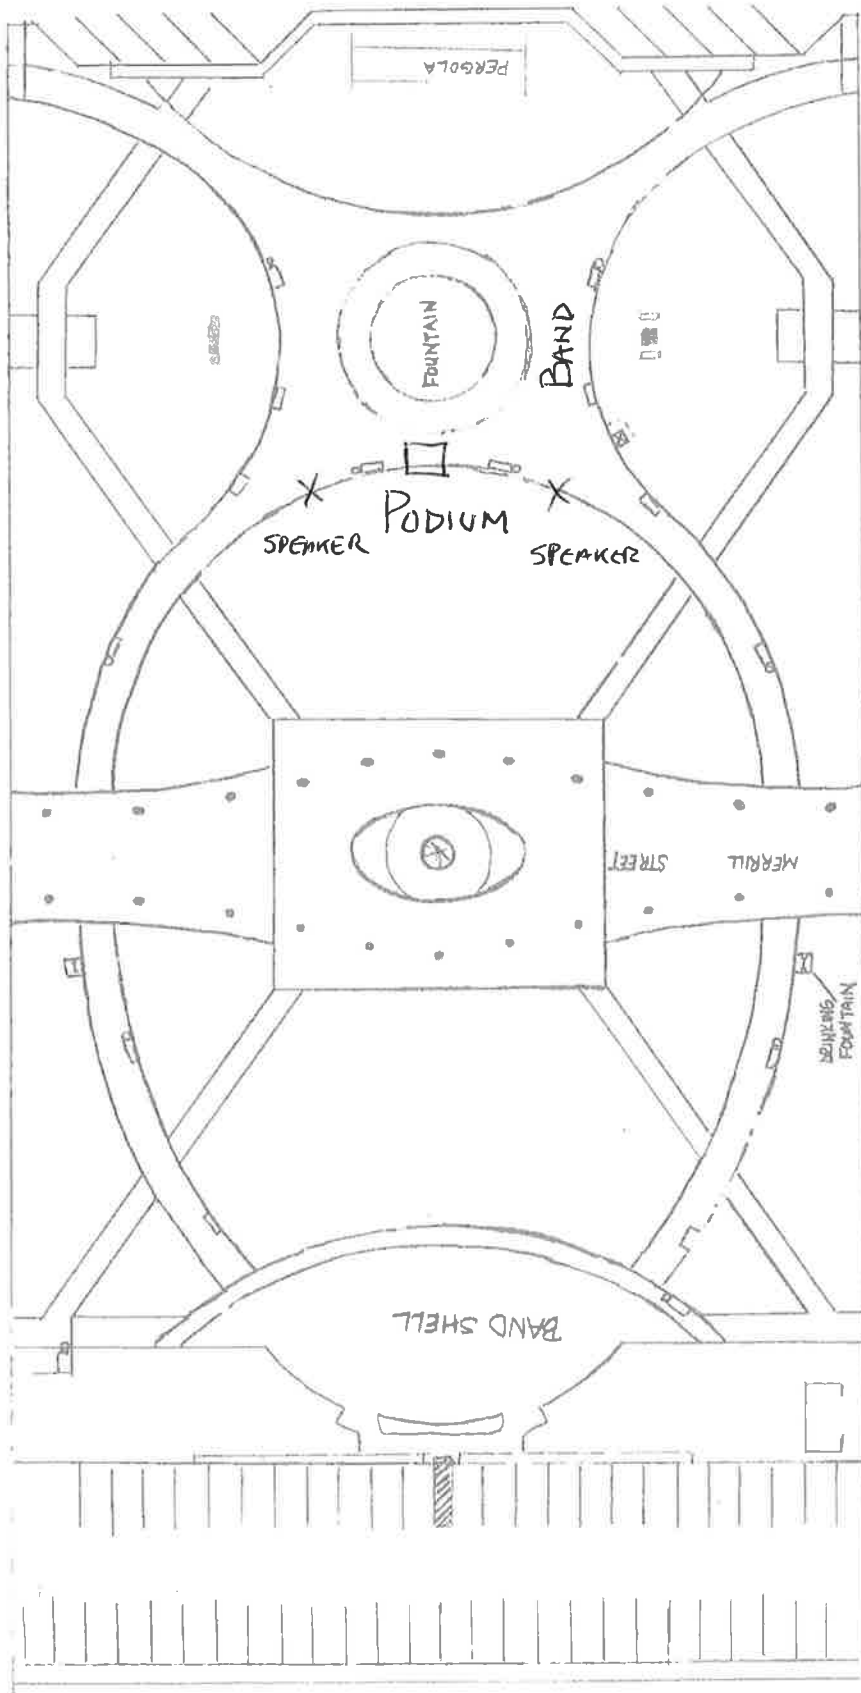 PERGOLA
FOUNTAIN
BAND
PODIUM
SPEAKER
SPEAKER
MERRILL STREET
DRINKING
FOUNTAIN
BAND SHELL